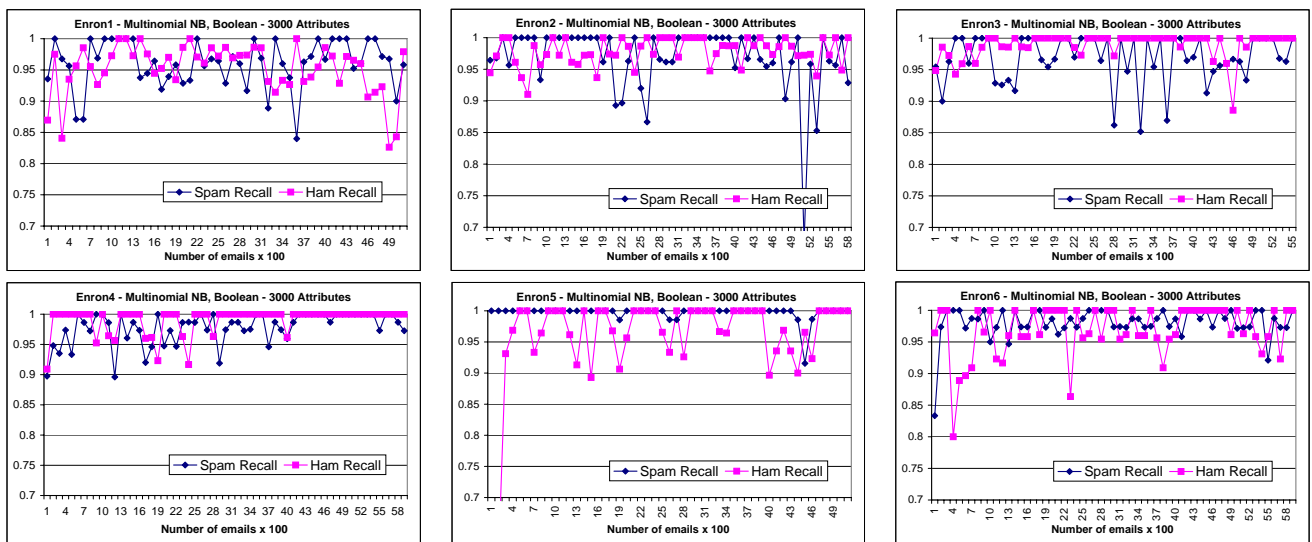 Enron1 - Multinomial NB, Boolean - 3000 Attributes
1
0.95
0.9
0.85
0.8
0.75
0.7
Spam Recall Ham Recall
1 4 7 10 13 16 19 22 25 28 31 34 37 40 43 46 49
Number of emails x 100
Enron2 - Multinomial NB, Boolean - 3000 Attributes
1
0.95
0.9
0.85
0.8
0.75
0.7
Spam Recall Ham Recall
1 4 7 10 13 16 19 22 25 28 31 34 37 40 43 46 49 52 55 58
Number of emails x 100
Enron3 - Multinomial NB, Boolean - 3000 Attributes
1
0.95
0.9
0.85
0.8
0.75
0.7
Spam Recall Ham Recall
1 4 7 10 13 16 19 22 25 28 31 34 37 40 43 46 49 52 55
Number of emails x 100
Enron4 - Multinomial NB, Boolean - 3000 Attributes
1
0.95
0.9
0.85
0.8
0.75
0.7
Spam Recall Ham Recall
1 4 7 10 13 16 19 22 25 28 31 34 37 40 43 46 49 52 55 58
Number of emails x 100
Enron5 - Multinomial NB, Boolean - 3000 Attributes
1
0.95
0.9
0.85
0.8
0.75
0.7
Spam Recall Ham Recall
1 4 7 10 13 16 19 22 25 28 31 34 37 40 43 46 49
Number of emails x 100
Enron6 - Multinomial NB, Boolean - 3000 Attributes
1
0.95
0.9
0.85
0.8
0.75
0.7
Spam Recall Ham Recall
1 4 7 10 13 16 19 22 25 28 31 34 37 40 43 46 49 52 55 58
Number of emails x 100